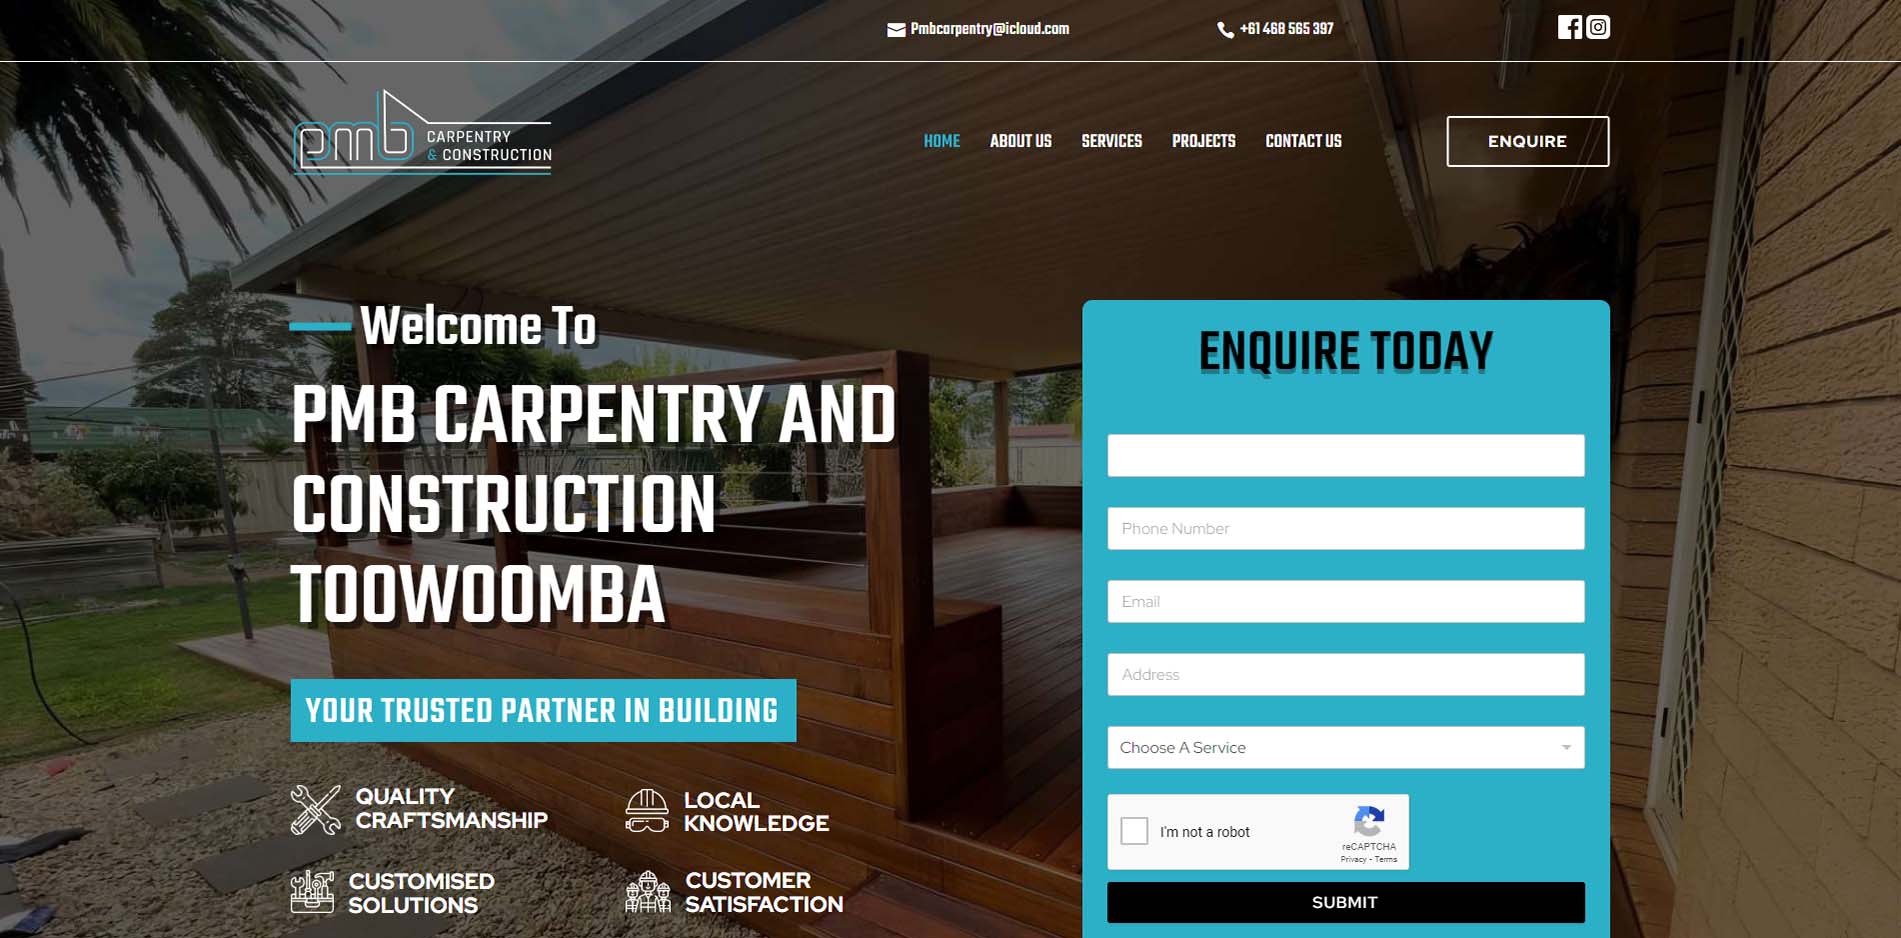 Pmbcarpentry@icloud.com
+61 468 565 397
pmb CARPENTRY
& CONSTRUCTION
HOME ABOUT US SERVICES PROJECTS CONTACT US
ENQUIRE
Welcome To
PMB CARPENTRY AND
CONSTRUCTION
TOOWOOMBA
YOUR TRUSTED PARTNER IN BUILDING
QUALITY
CRAFTSMANSHIP
LOCAL
KNOWLEDGE
CUSTOMISED
SOLUTIONS
CUSTOMER
SATISFACTION
ENQUIRE TODAY
Phone Number
Email
Address
Choose A Service
I'm not a robot
reCAPTCHA
Privacy - Terms
SUBMIT